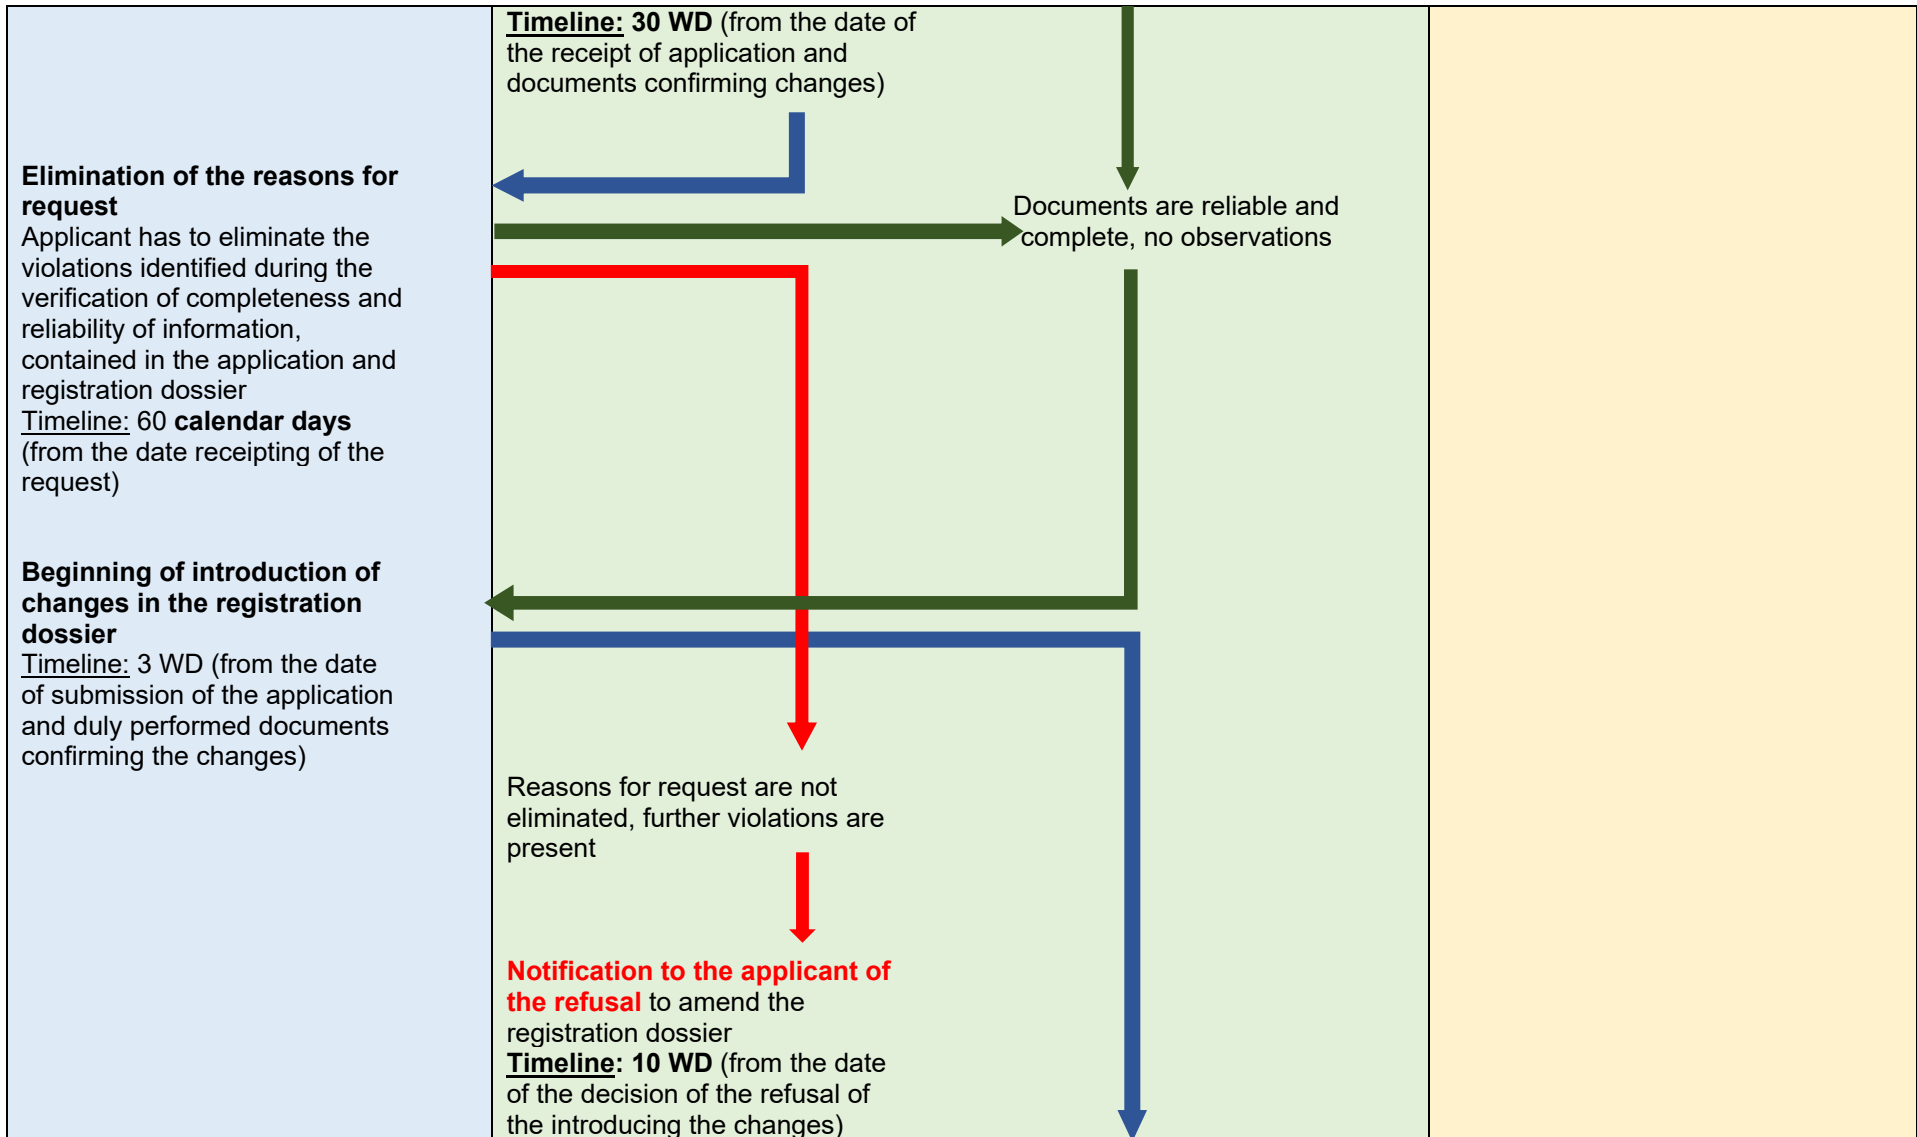 Timeline: 30 WD (from the date of
the receipt of application and
documents confirming changes)
Elimination of the reasons for
request
Applicant has to eliminate the
violations identified during the
verification of completeness and
reliability of information,
contained in the application and
registration dossier
Timeline: 60 calendar days
(from the date receipting of the
request)
Documents are reliable and
complete, no observations
Beginning of introduction of
changes in the registration
dossier
Timeline: 3 WD (from the date
of submission of the application
and duly performed documents
confirming the changes)
Reasons for request are not
eliminated, further violations are
present
Notification to the applicant of
the refusal to amend the
registration dossier
Timeline: 10 WD (from the date
of the decision of the refusal of
the introducing the changes)